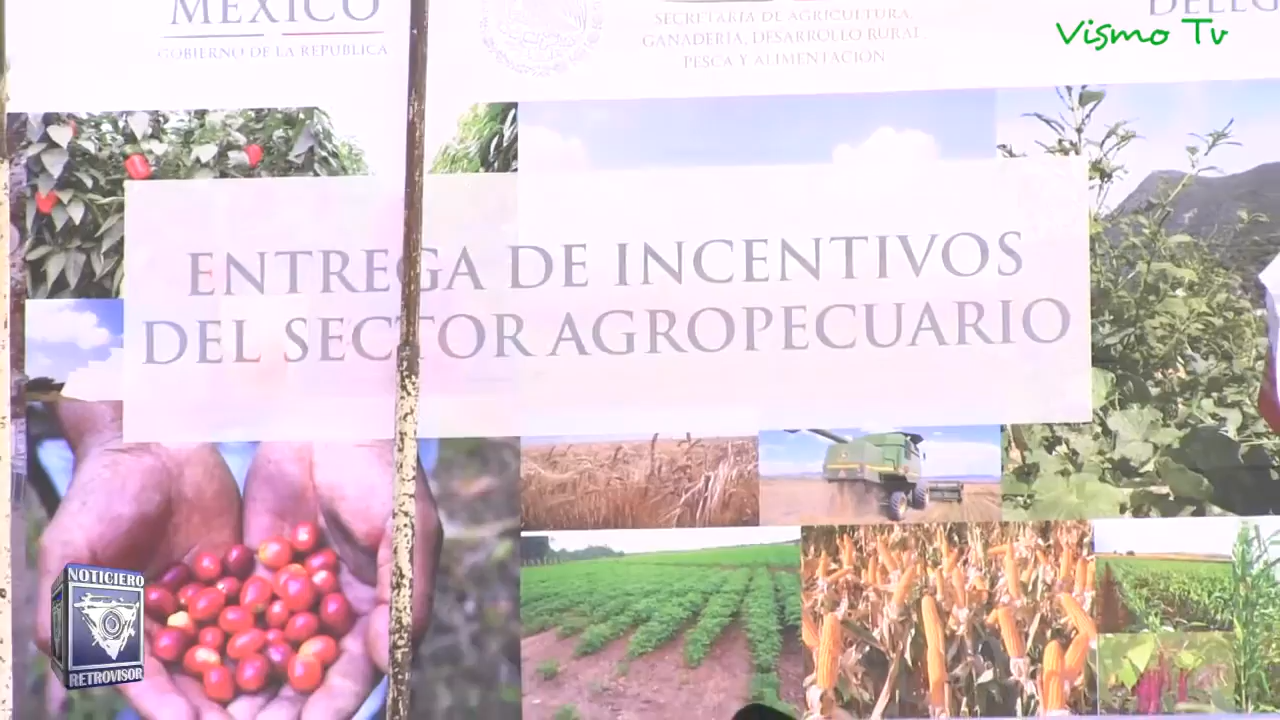 MÉXICO
GOBIERNO DE LA REPÚBLICA
SECRETARÍA DE AGRICULTURA,
GANADERÍA, DESARROLLO RURAL,
PESCA Y ALIMENTACIÓN
Vismo Tv
ENTREGA DE INCENTIVOS
DEL SECTOR AGROPECUARIO
NOTICIERO
RETROVISOR